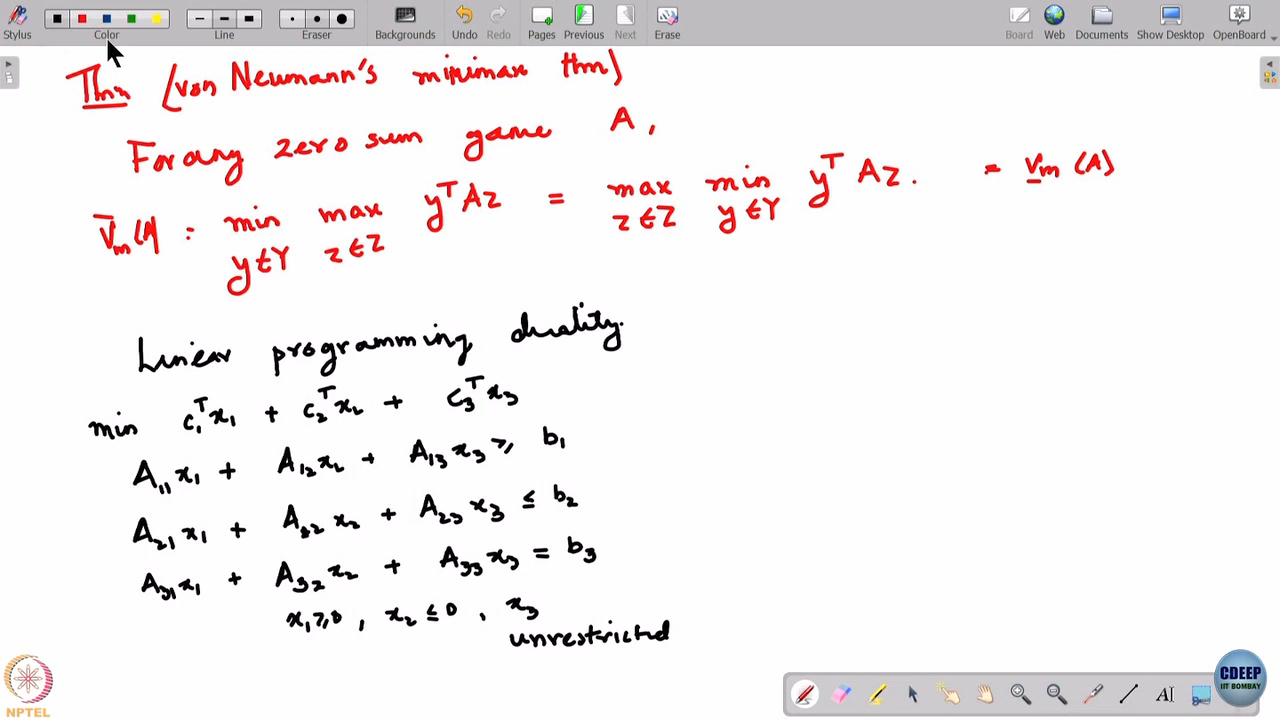 Stylus Color Line Eraser Backgrounds Undo Redo Pages Previous Next Erase Board Web Documents Show Desktop OpenBoard
Thm (von Neumann's minimax thm)
For any zero sum game A,
V̄m(A) = min max yᵀAz = max min yᵀAz. = V̲m(A)
y∈Y z∈Z z∈Z y∈Y
Linear programming duality.
min c₁ᵀx₁ + c₂ᵀx₂ + c₃ᵀx₃
A₁₁x₁ + A₁₂x₂ + A₁₃x₃ ≥ b₁
A₂₁x₁ + A₂₂x₂ + A₂₃x₃ ≤ b₂
A₃₁x₁ + A₃₂x₂ + A₃₃x₃ = b₃
x₁≥0, x₂≤0, x₃
unrestricted
NPTEL
CDEEP
IIT BOMBAY